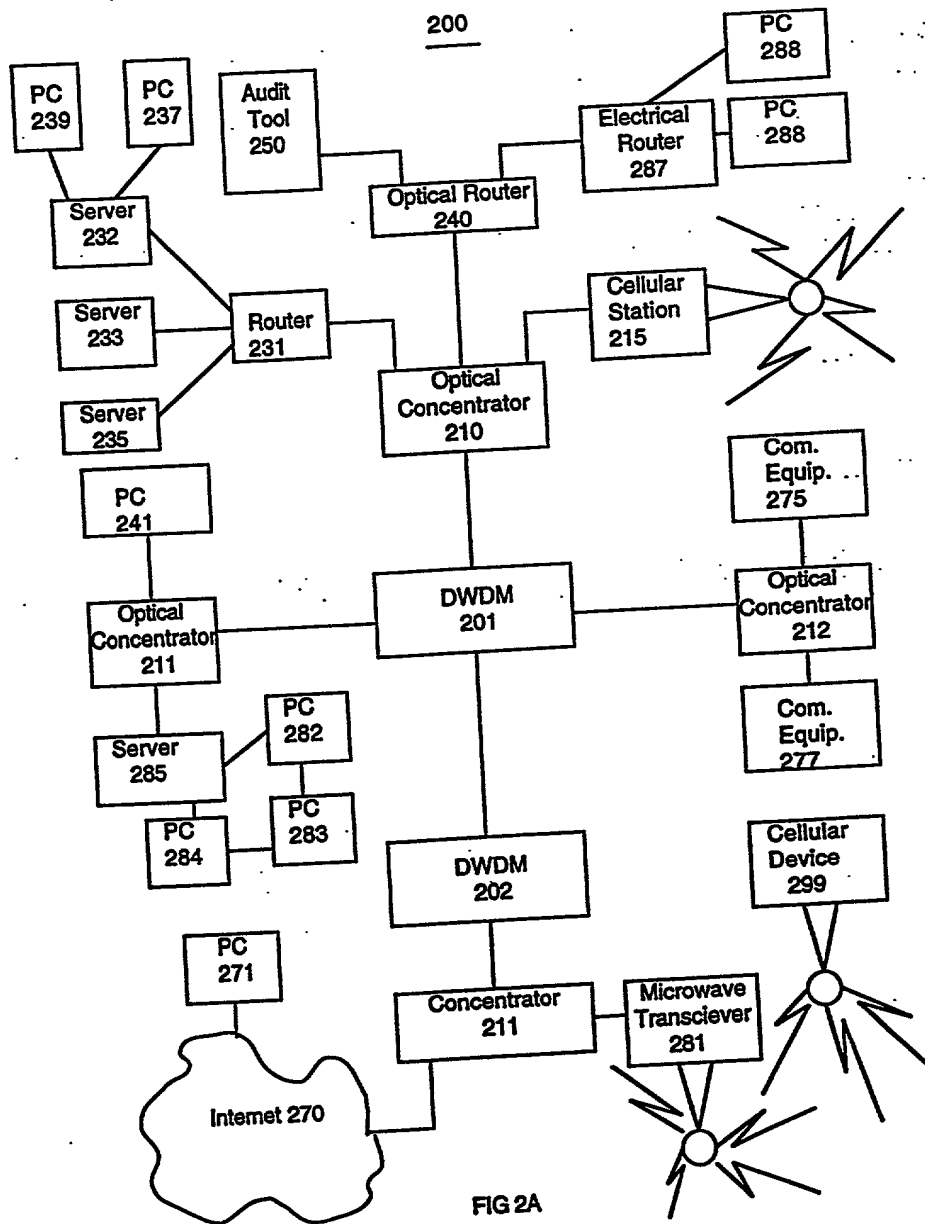 200
PC
239
PC
237
Audit
Tool
250
Electrical
Router
287
PC
288
PC
288
Optical Router
240
Server
232
Server
233
Server
235
Router
231
Cellular
Station
215
Optical
Concentrator
210
PC
241
Com.
Equip.
275
Optical
Concentrator
211
DWDM
201
Optical
Concentrator
212
Server
285
PC
282
PC
283
PC
284
Com.
Equip.
277
DWDM
202
Cellular
Device
299
PC
271
Concentrator
211
Microwave
Transciever
281
Internet 270
FIG 2A